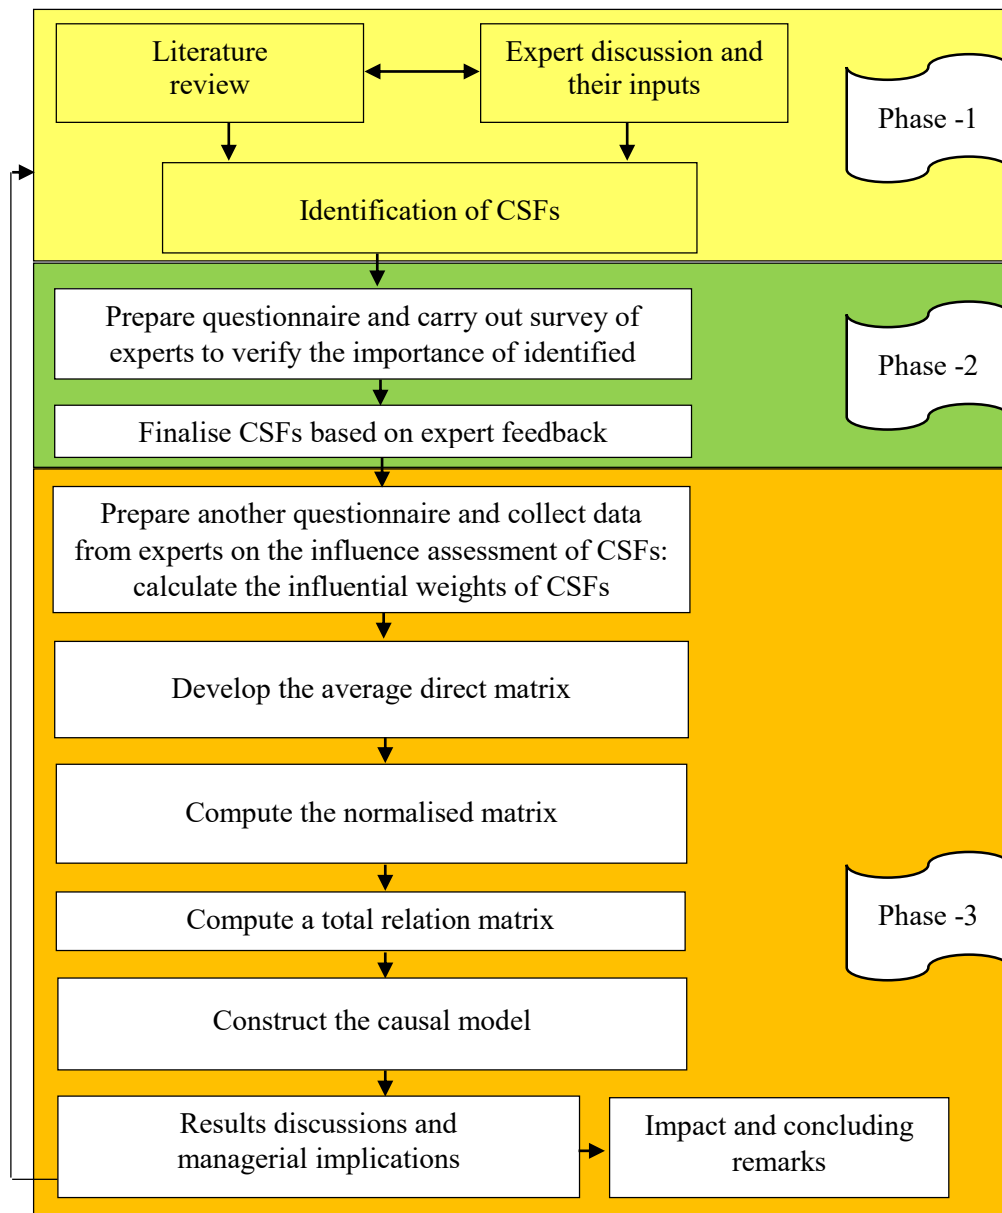 Literature
review
Expert discussion and
their inputs
Phase -1
Identification of CSFs
Prepare questionnaire and carry out survey of
experts to verify the importance of identified
Phase -2
Finalise CSFs based on expert feedback
Prepare another questionnaire and collect data
from experts on the influence assessment of CSFs:
calculate the influential weights of CSFs
Develop the average direct matrix
Compute the normalised matrix
Compute a total relation matrix
Phase -3
Construct the causal model
Results discussions and
managerial implications
Impact and concluding
remarks